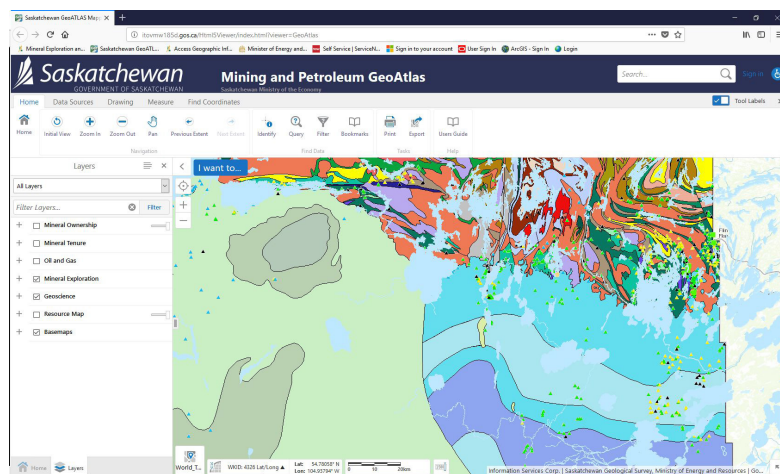 Saskatchewan GeoATLAS Map
itovmw185d.gos.ca/Html5Viewer/index.html?viewer=GeoAtlas
Mineral Exploration an... Saskatchewan GeoATL... Access Geographic Inf... Minister of Energy and... Self Service | ServiceN... Sign in to your account User Sign In ArcGIS - Sign In Login
Saskatchewan
GOVERNMENT OF SASKATCHEWAN
Mining and Petroleum GeoAtlas
Saskatchewan Ministry of the Economy
Search...
Sign in
Home Data Sources Drawing Measure Find Coordinates
Tool Labels
Home Initial View Zoom In Zoom Out Pan Previous Extent Next Extent Identify Query Filter Bookmarks Print Export Users Guide
Navigation Find Data Tasks Help
Layers
I want to...
All Layers
Filter Layers... Filter
Mineral Ownership
Mineral Tenure
Oil and Gas
Mineral Exploration
Geoscience
Resource Map
Basemaps
Home Layers
World_T...
WKID: 4326 Lat/Long
Lat: 54.78058° N
Lon: 104.93794° W
0 10 20km
Information Services Corp. | Saskatchewan Geological Survey, Ministry of Energy and Resources | Go...